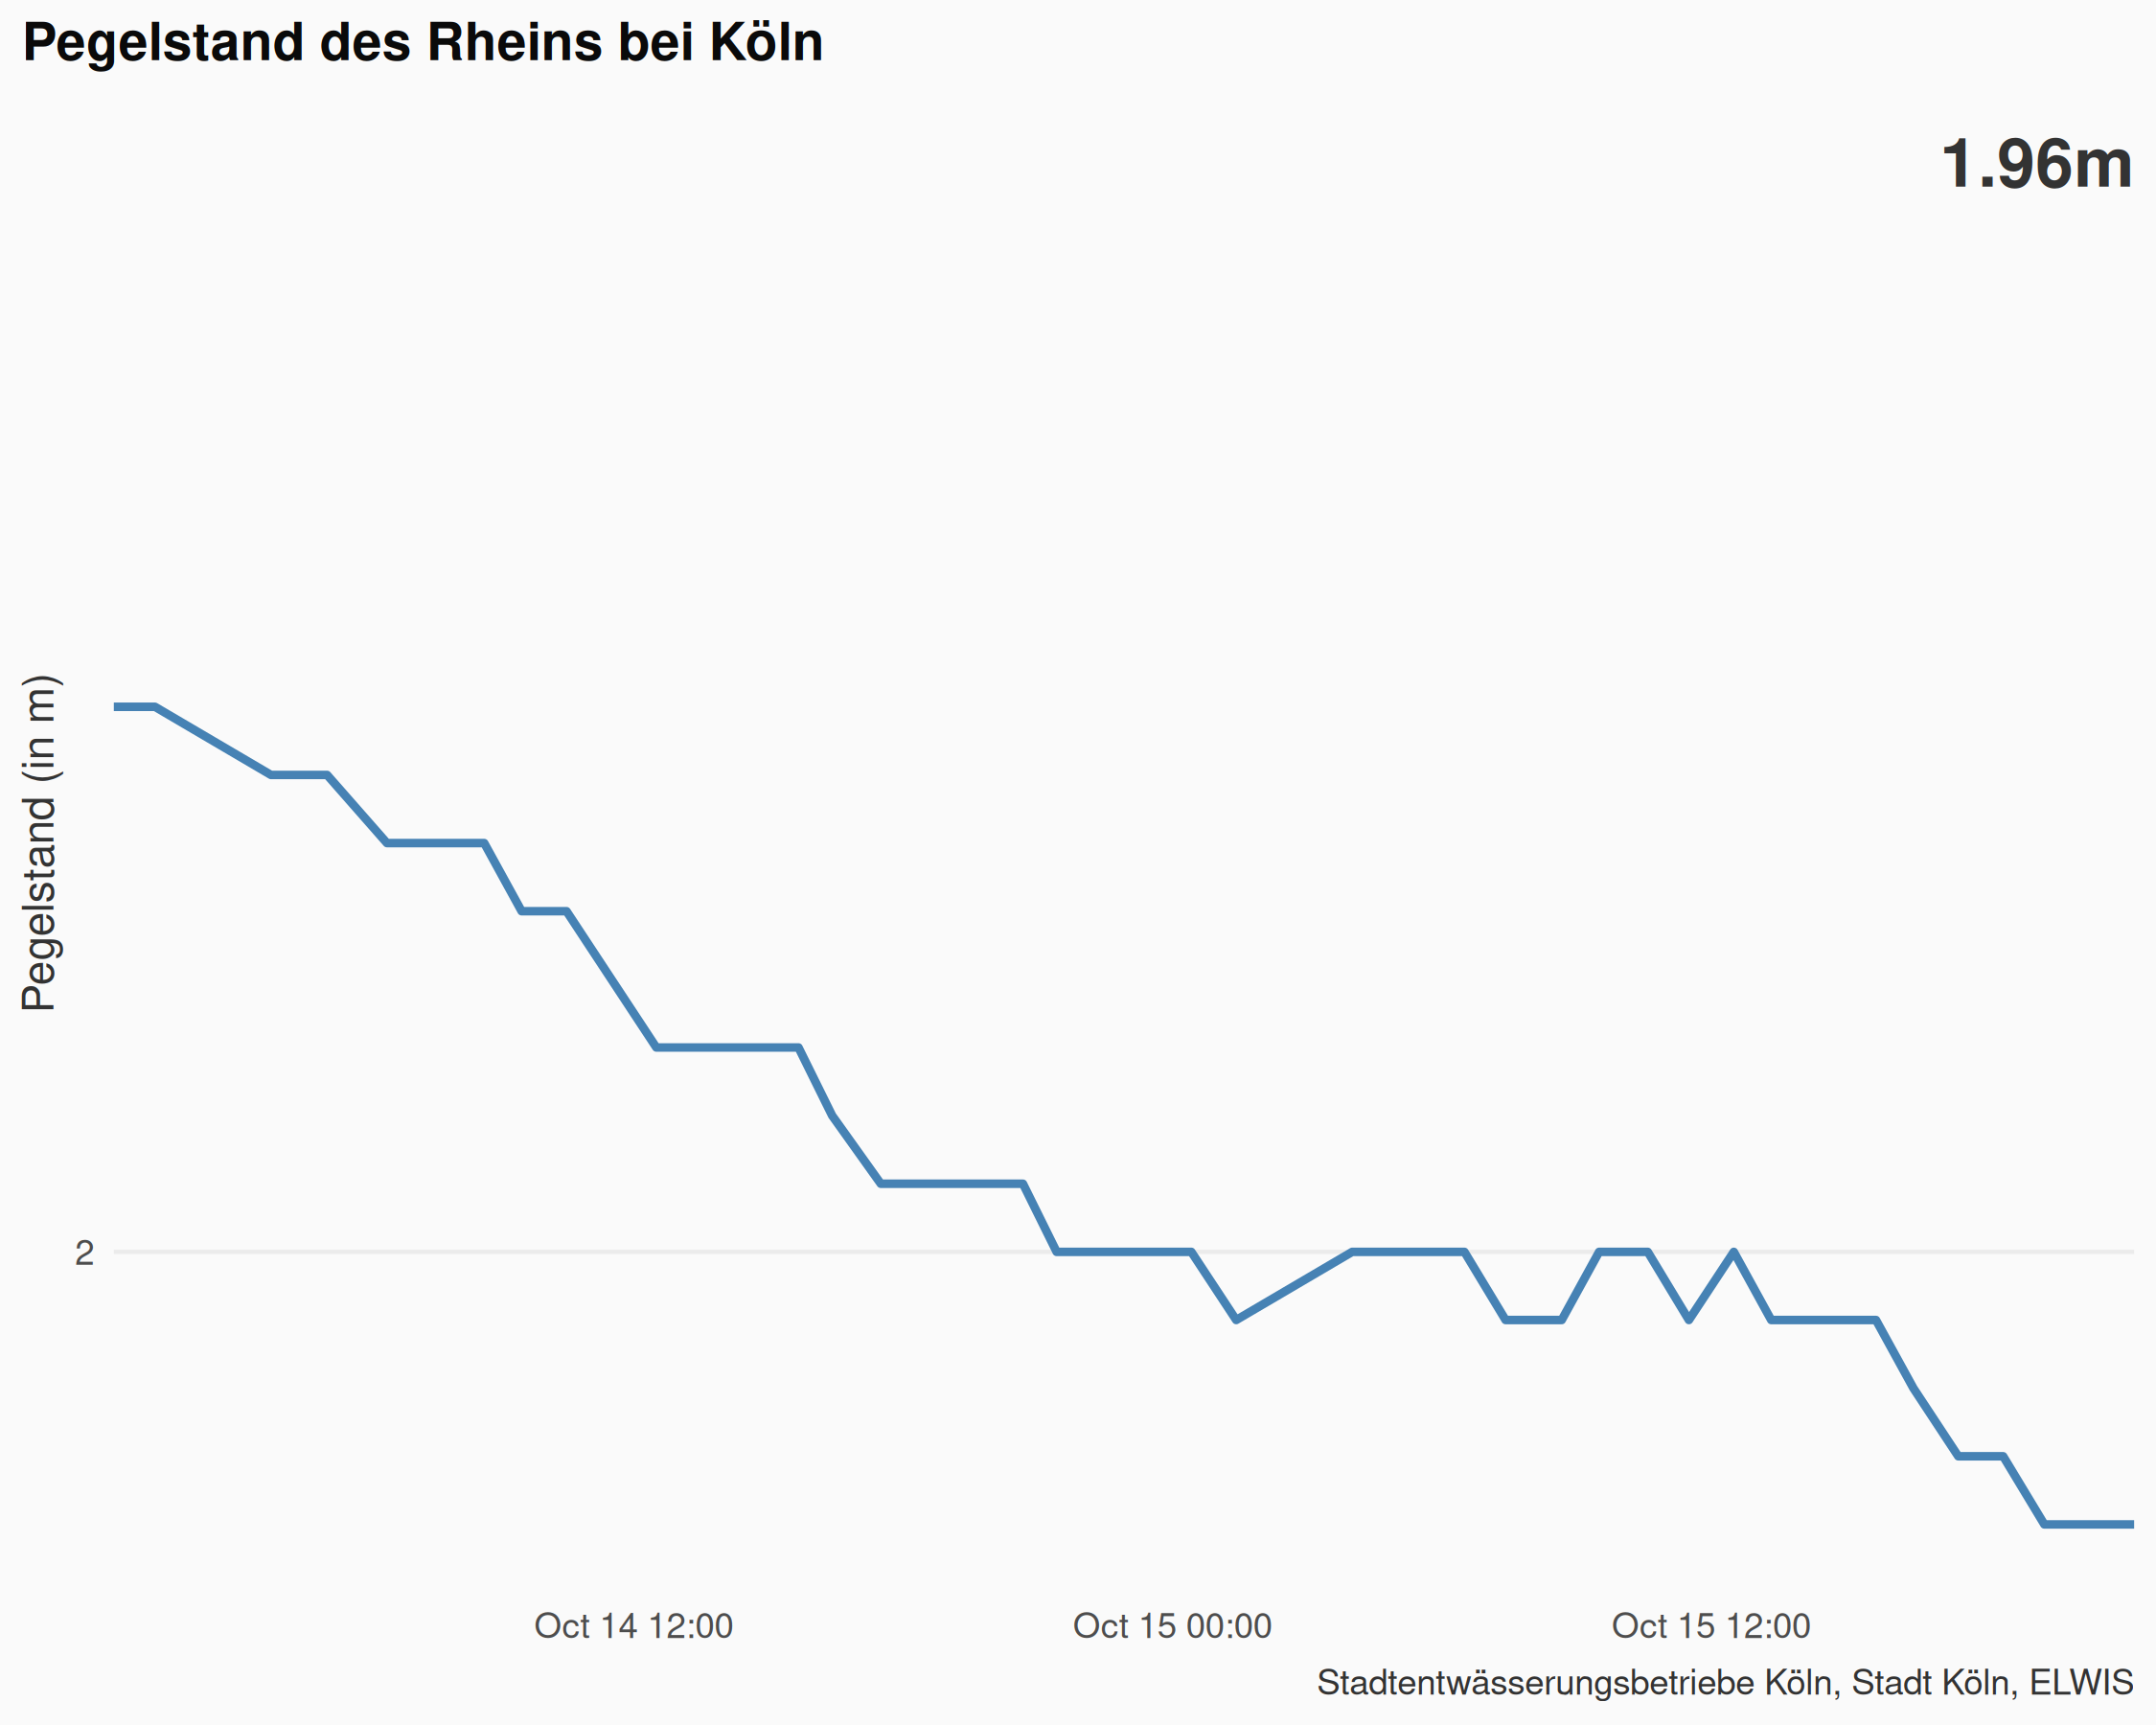 Pegelstand des Rheins bei Köln
1.96m
Pegelstand (in m)
2
Oct 14 12:00
Oct 15 00:00
Oct 15 12:00
Stadtentwässerungsbetriebe Köln, Stadt Köln, ELWIS